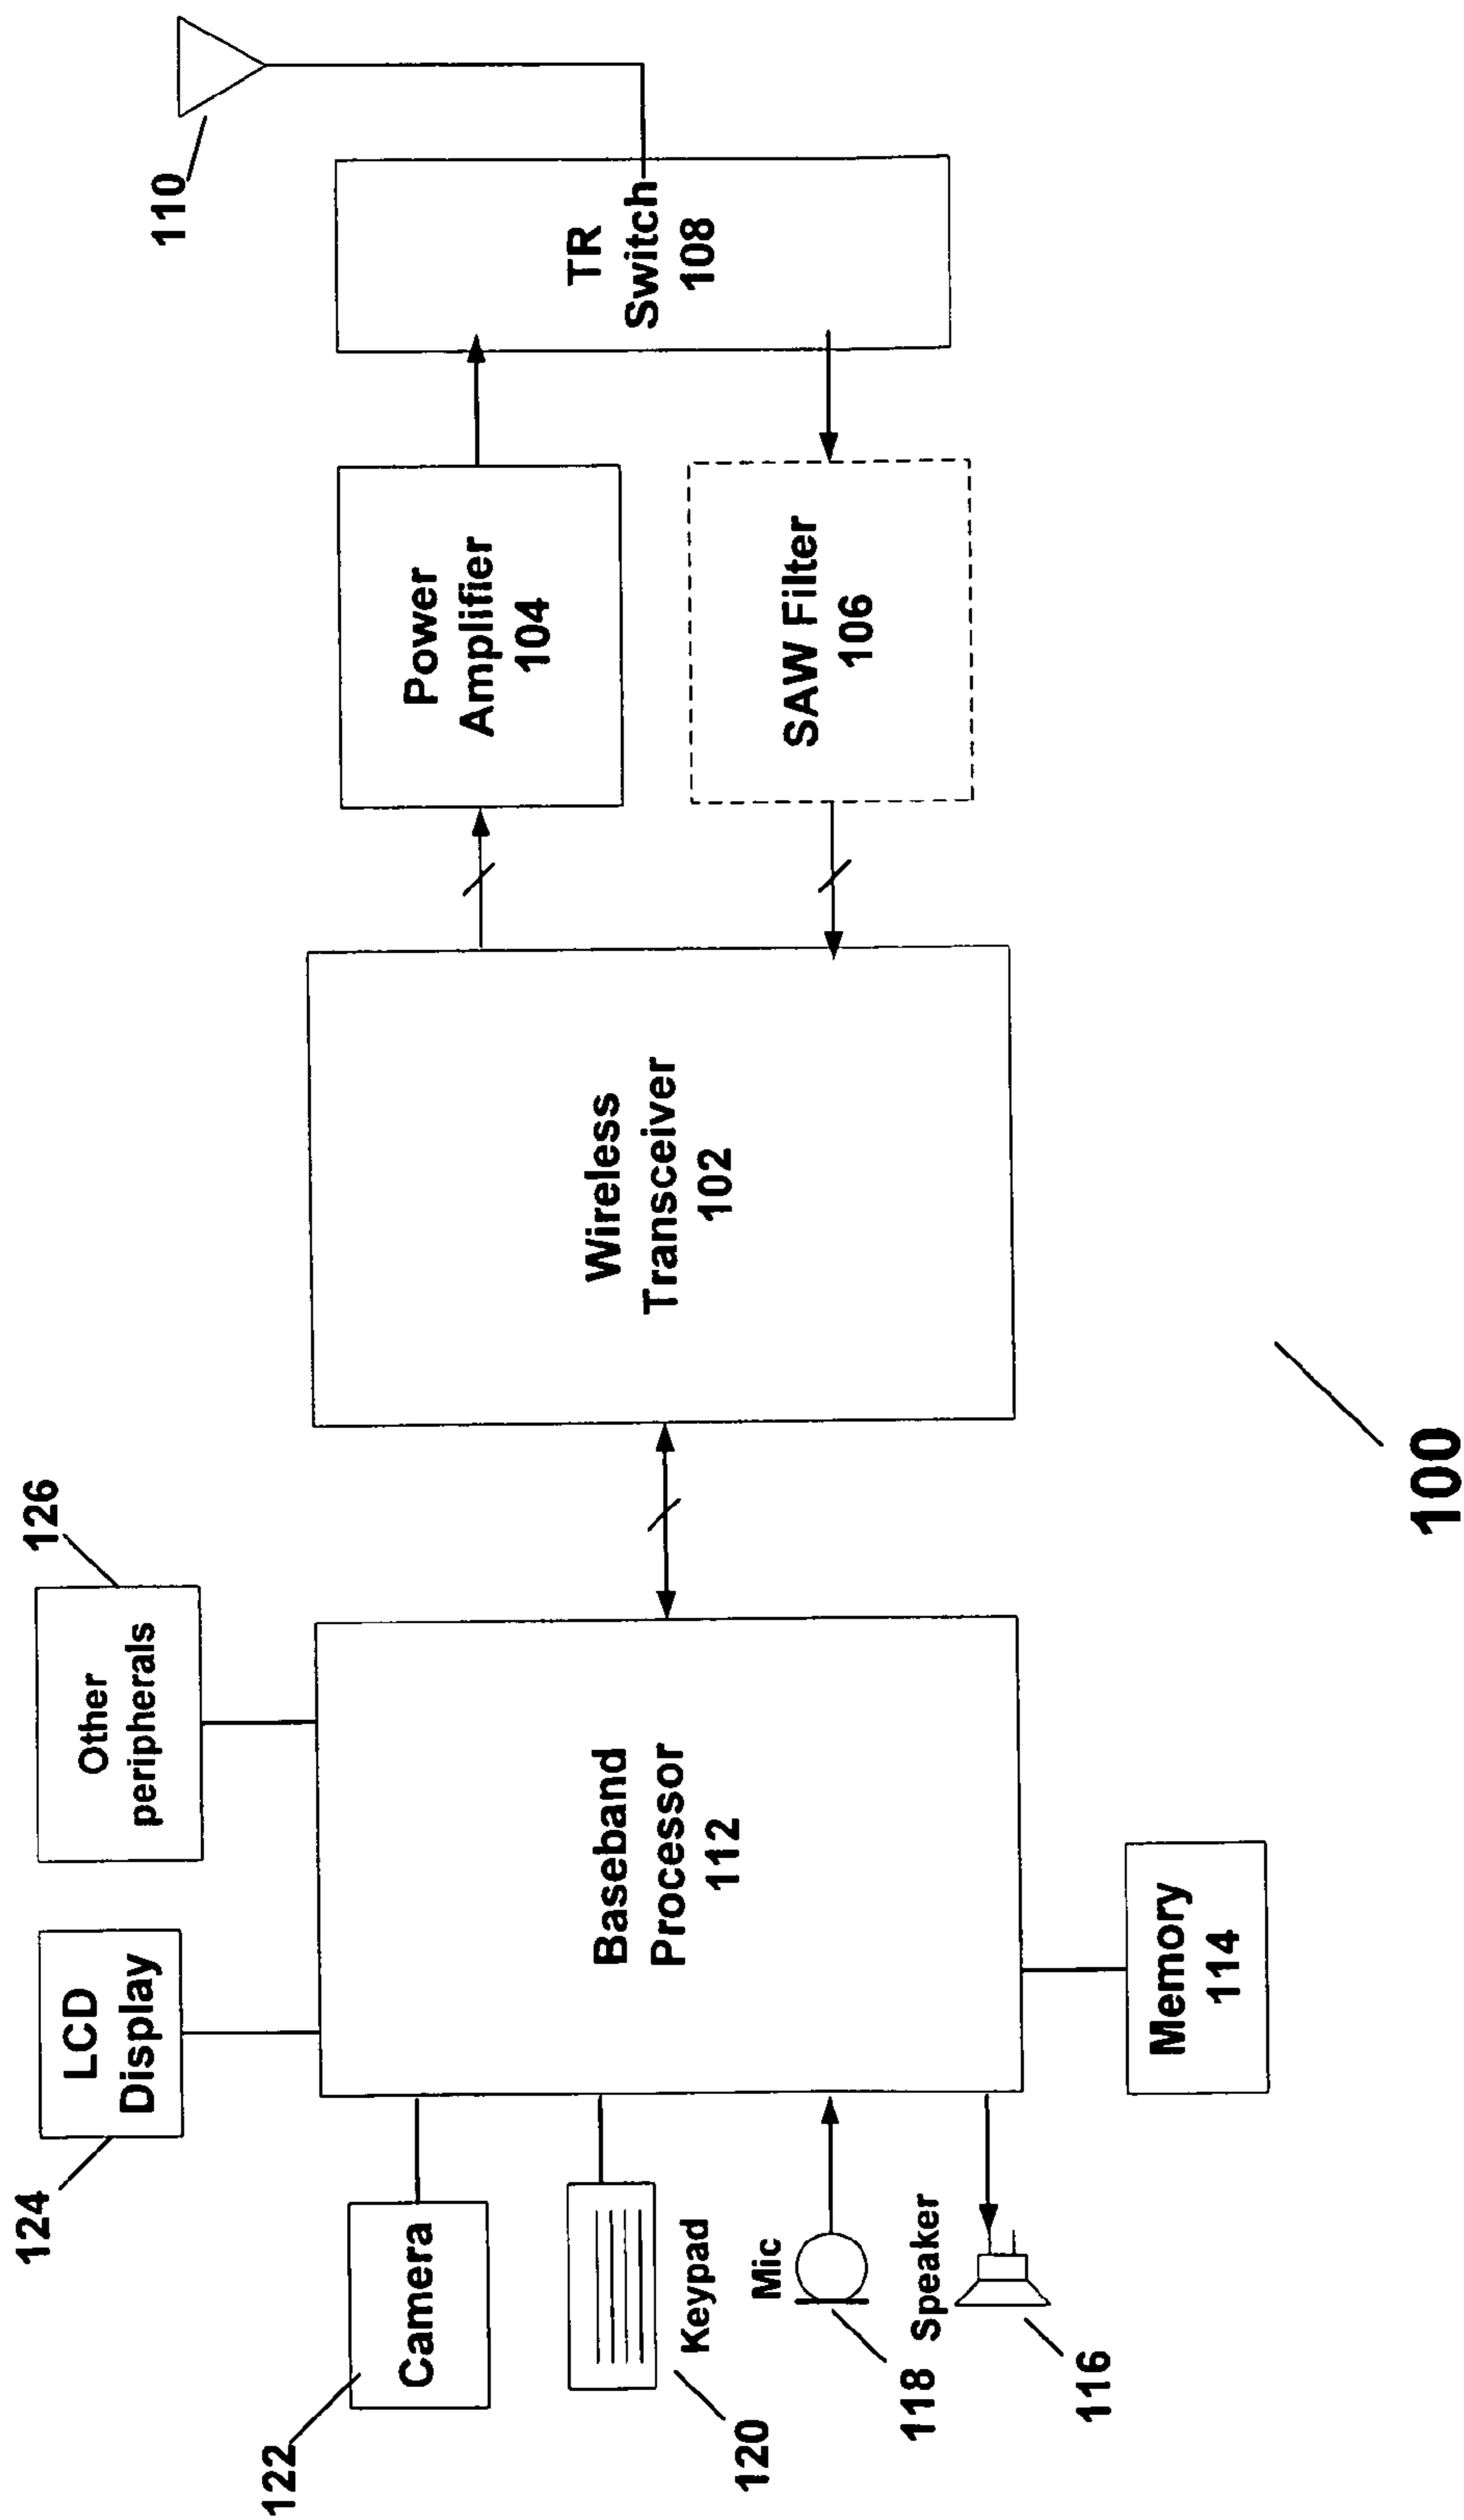 124
LCD
Display
126
Other
peripherals
110
122
Camera
120
Keypad
Mic
118
Speaker
116
Baseband
Processor
112
Memory
114
Wireless
Transceiver
102
Power
Amplifier
104
SAW Filter
106
TR
Switch
108
100